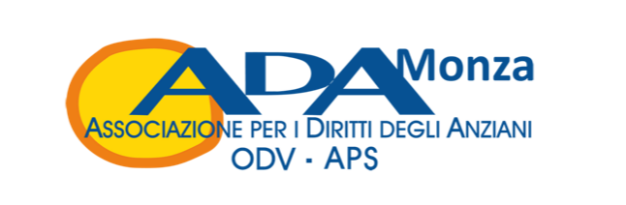 ADA Monza
ASSOCIAZIONE PER I DIRITTI DEGLI ANZIANI
ODV - APS